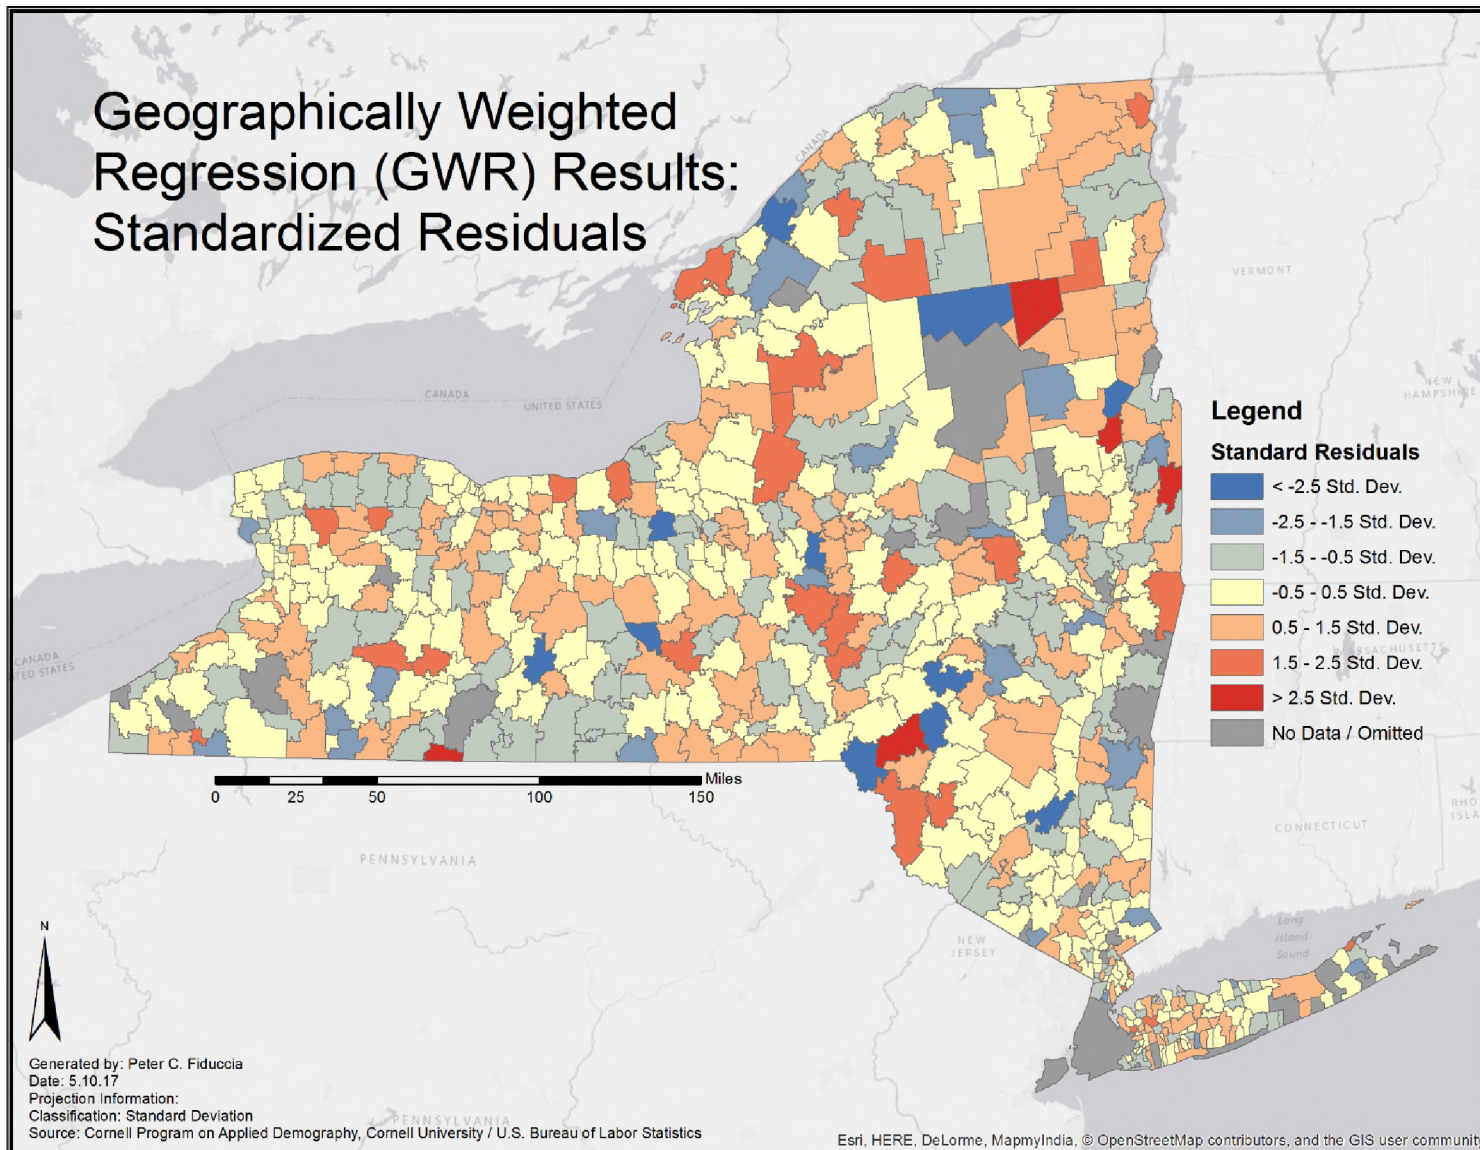 Geographically Weighted
Regression (GWR) Results:
Standardized Residuals
CANADA
VERMONT
NEW
HAMPSHIRE
CANADA
UNITED STATES
Legend
Standard Residuals
< -2.5 Std. Dev.
-2.5 - -1.5 Std. Dev.
-1.5 - -0.5 Std. Dev.
-0.5 - 0.5 Std. Dev.
0.5 - 1.5 Std. Dev.
1.5 - 2.5 Std. Dev.
> 2.5 Std. Dev.
No Data / Omitted
MASSACHUSETTS
CANADA
ITED STATES
Miles
0 25 50 100 150
RHO
ISLA
CONNECTICUT
PENNSYLVANIA
N
NEW
JERSEY
Long
Island
Sound
Generated by: Peter C. Fiduccia
Date: 5.10.17
Projection Information:
Classification: Standard Deviation
PENNSYLVANIA
Source: Cornell Program on Applied Demography, Cornell University / U.S. Bureau of Labor Statistics
Esri, HERE, DeLorme, MapmyIndia, © OpenStreetMap contributors, and the GIS user community